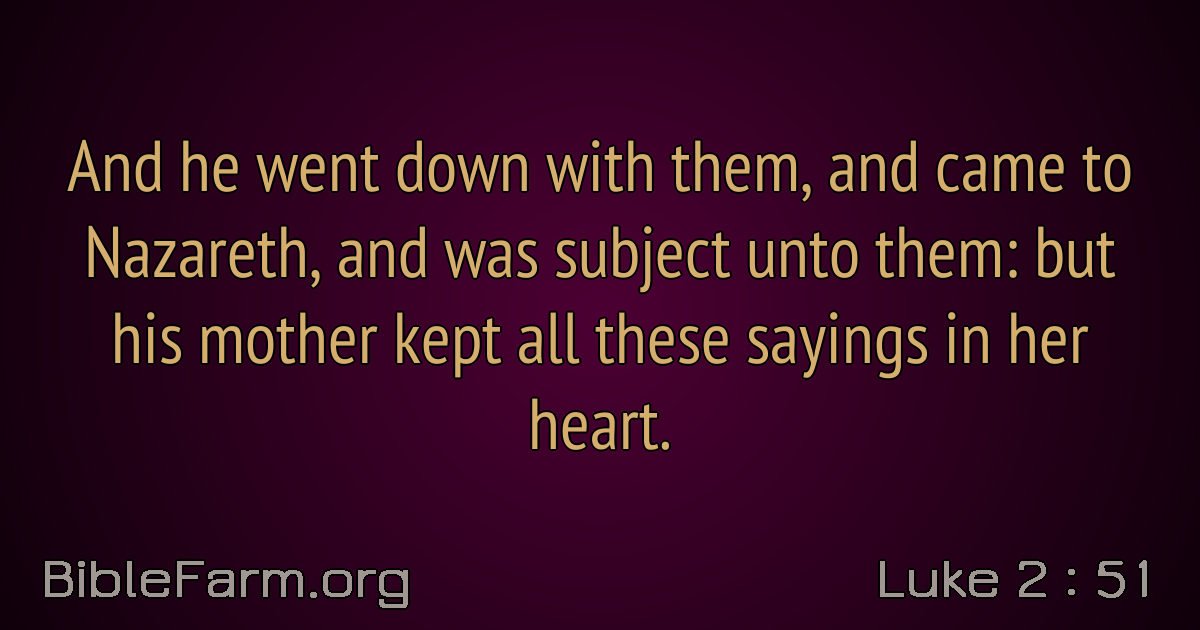 And he went down with them, and came to
Nazareth, and was subject unto them: but
his mother kept all these sayings in her
heart.
BibleFarm.org
Luke 2 : 51